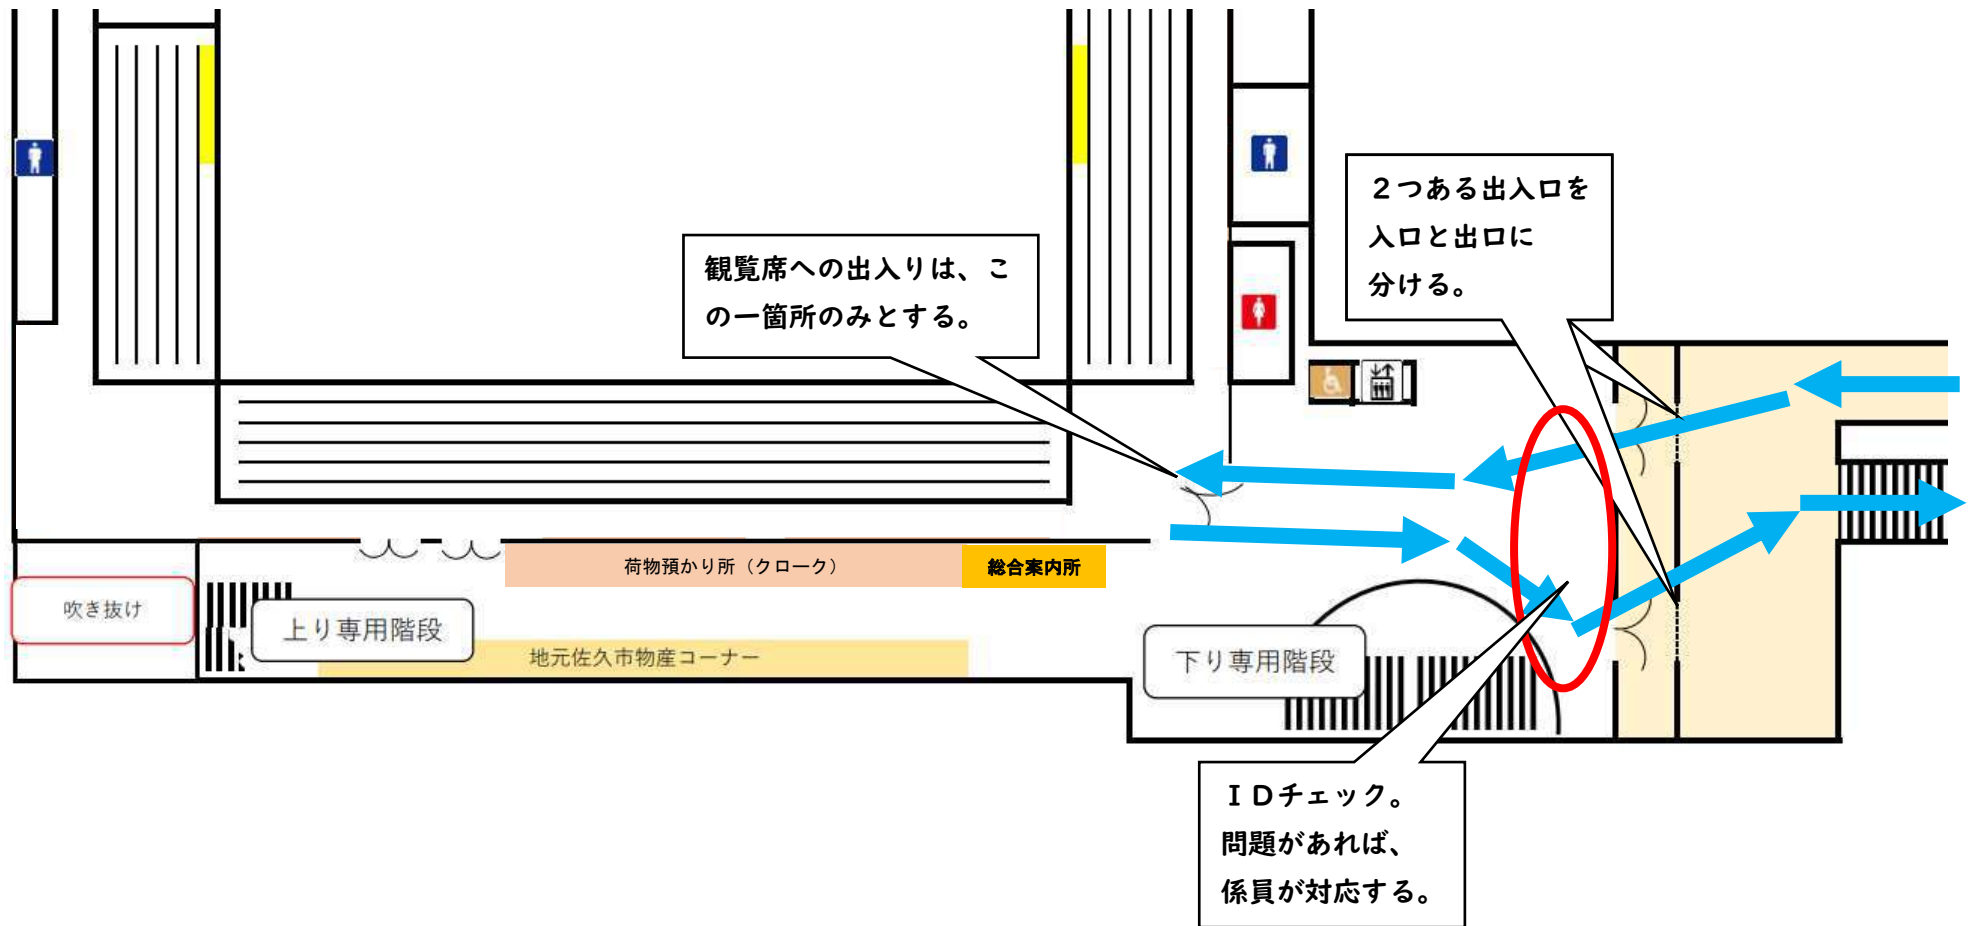 ２つある出入口を
入口と出口に
分ける。
観覧席への出入りは、こ
の一箇所のみとする。
荷物預かり所（クローク）
総合案内所
吹き抜け
上り専用階段
地元佐久市物産コーナー
下り専用階段
ＩＤチェック。
問題があれば、
係員が対応する。